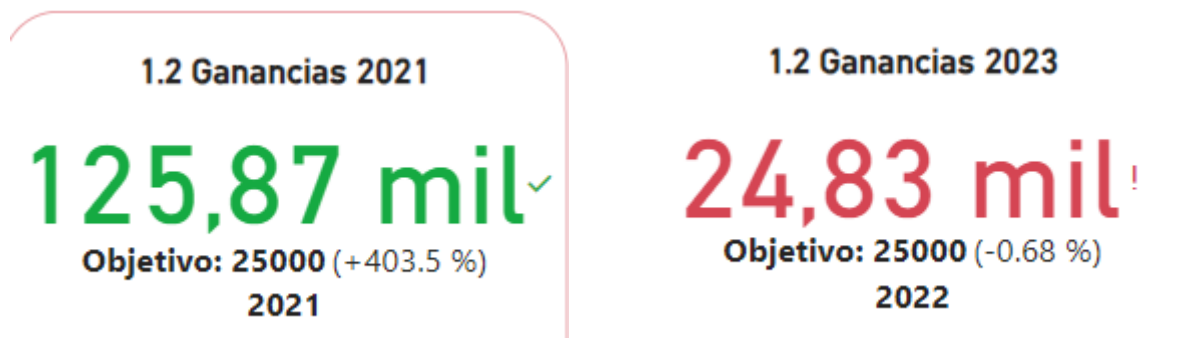 1.2 Ganancias 2021
125,87 mil✓
Objetivo: 25000 (+403.5 %)
2021
1.2 Ganancias 2023
24,83 mil!
Objetivo: 25000 (-0.68 %)
2022